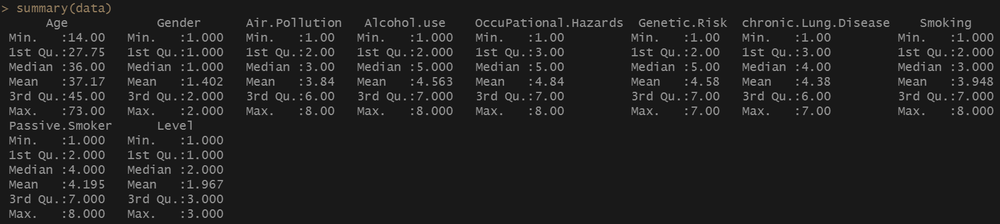 > summary(data)
      Age            Gender      Air.Pollution   Alcohol.use    OccuPational.Hazards  Genetic.Risk  chronic.Lung.Disease    Smoking
 Min.   :14.00   Min.   :1.000   Min.   :1.00   Min.   :1.000   Min.   :1.00         Min.   :1.00   Min.   :1.00         Min.   :1.000
 1st Qu.:27.75   1st Qu.:1.000   1st Qu.:2.00   1st Qu.:2.000   1st Qu.:3.00         1st Qu.:2.00   1st Qu.:3.00         1st Qu.:2.000
 Median :36.00   Median :1.000   Median :3.00   Median :5.000   Median :5.00         Median :5.00   Median :4.00         Median :3.000
 Mean   :37.17   Mean   :1.402   Mean   :3.84   Mean   :4.563   Mean   :4.84         Mean   :4.58   Mean   :4.38         Mean   :3.948
 3rd Qu.:45.00   3rd Qu.:2.000   3rd Qu.:6.00   3rd Qu.:7.000   3rd Qu.:7.00         3rd Qu.:7.00   3rd Qu.:6.00         3rd Qu.:7.000
 Max.   :73.00   Max.   :2.000   Max.   :8.00   Max.   :8.000   Max.   :8.00         Max.   :7.00   Max.   :7.00         Max.   :8.000
 Passive.Smoker      Level
 Min.   :1.000   Min.   :1.000
 1st Qu.:2.000   1st Qu.:1.000
 Median :4.000   Median :2.000
 Mean   :4.195   Mean   :1.967
 3rd Qu.:7.000   3rd Qu.:3.000
 Max.   :8.000   Max.   :3.000